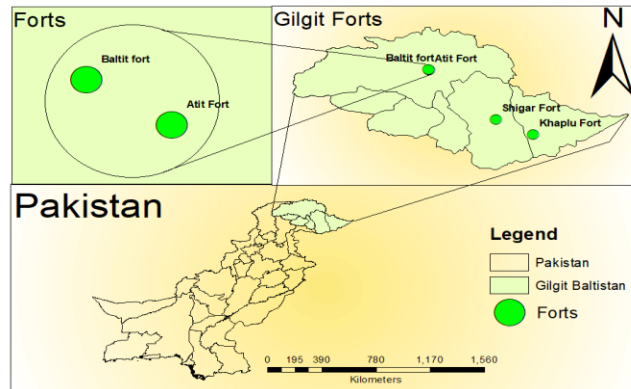 Forts
Baltit fort
Atit Fort
Gilgit Forts
N
Baltit fortAtit Fort
Shigar Fort
Khaplu Fort
Pakistan
Legend
Pakistan
Gilgit Baltistan
Forts
0 195 390 780 1,170 1,560
Kilometers